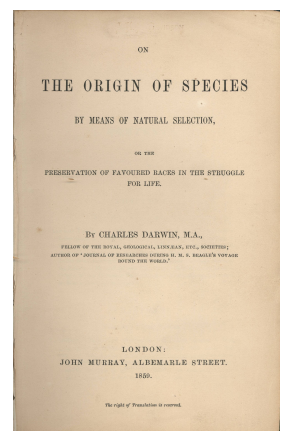 ON
THE ORIGIN OF SPECIES
BY MEANS OF NATURAL SELECTION,
OR THE
PRESERVATION OF FAVOURED RACES IN THE STRUGGLE
FOR LIFE.
BY CHARLES DARWIN, M.A.,
FELLOW OF THE ROYAL, GEOLOGICAL, LINNÆAN, ETC., SOCIETIES;
AUTHOR OF 'JOURNAL OF RESEARCHES DURING H. M. S. BEAGLE'S VOYAGE
ROUND THE WORLD.'
LONDON:
JOHN MURRAY, ALBEMARLE STREET.
1859.
The right of Translation is reserved.